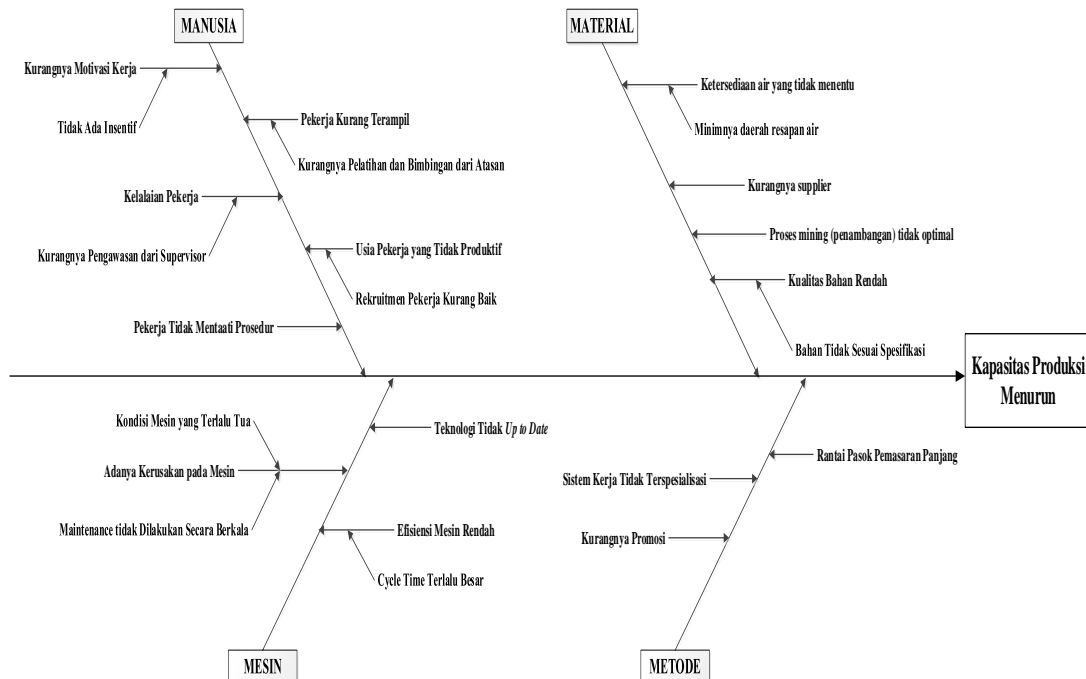 MANUSIA
MATERIAL
Kurangnya Motivasi Kerja
Tidak Ada Insentif
Pekerja Kurang Terampil
Kurangnya Pelatihan dan Bimbingan dari Atasan
Kelalaian Pekerja
Kurangnya Pengawasan dari Supervisor
Usia Pekerja yang Tidak Produktif
Rekruitmen Pekerja Kurang Baik
Pekerja Tidak Mentaati Prosedur
Ketersediaan air yang tidak menentu
Minimnya daerah resapan air
Kurangnya supplier
Proses mining (penambangan) tidak optimal
Kualitas Bahan Rendah
Bahan Tidak Sesuai Spesifikasi
Kapasitas Produksi
Menurun
Kondisi Mesin yang Terlalu Tua
Teknologi Tidak Up to Date
Adanya Kerusakan pada Mesin
Maintenance tidak Dilakukan Secara Berkala
Efisiensi Mesin Rendah
Cycle Time Terlalu Besar
Rantai Pasok Pemasaran Panjang
Sistem Kerja Tidak Terspesialisasi
Kurangnya Promosi
MESIN
METODE